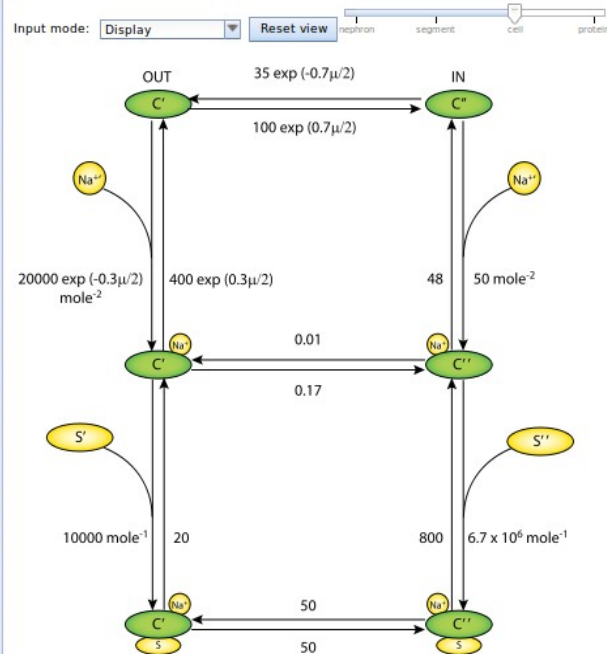 Input mode: Display Reset view
nephron segment cell protein
OUT 35 exp (-0.7μ/2) IN
C′ C″
100 exp (0.7μ/2)
Na⁺′ Na⁺′
20000 exp (-0.3μ/2) 400 exp (0.3μ/2) 48 50 mole⁻²
mole⁻²
0.01
Na⁺ Na⁺
C′ C′′
0.17
S′ S′′
10000 mole⁻¹ 20 800 6.7 x 10⁶ mole⁻¹
50
Na⁺ Na⁺
C′ C′′
50
S S